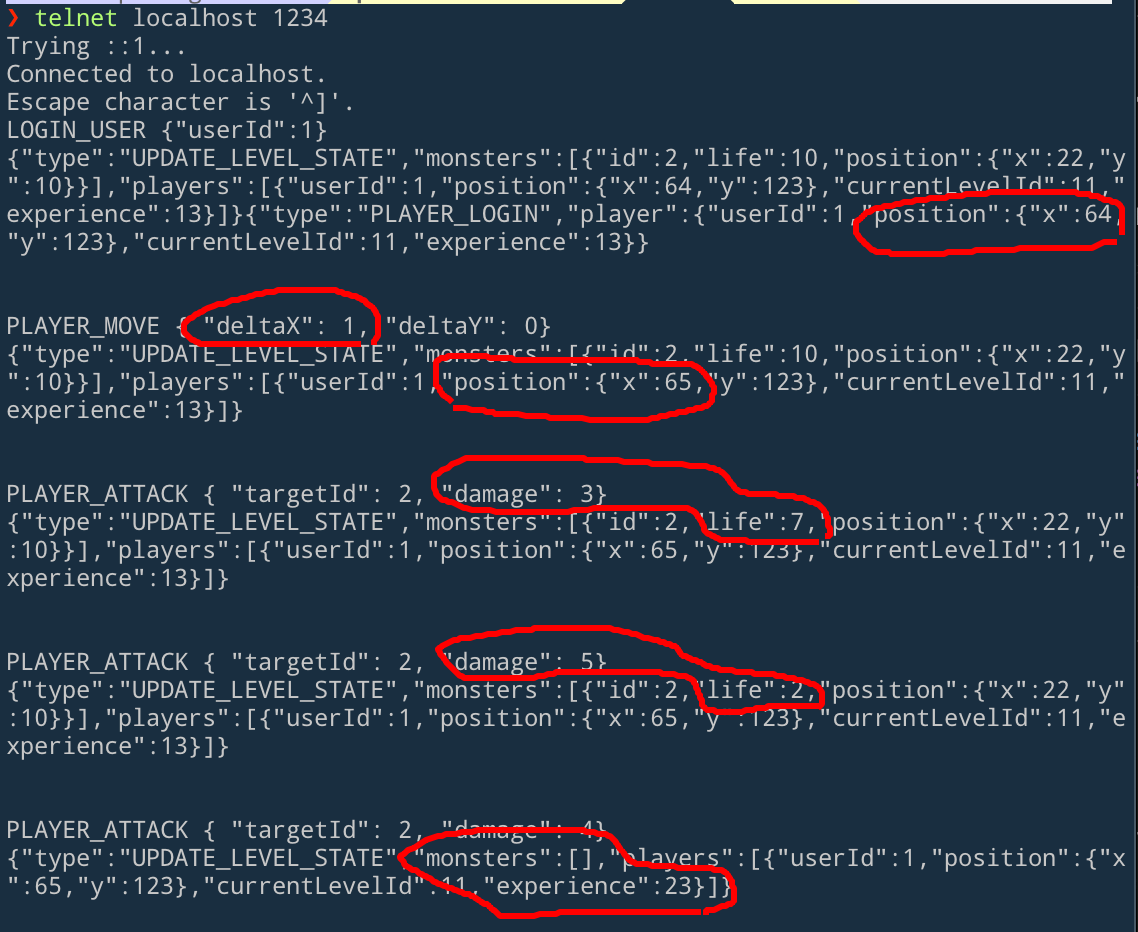 ❯ telnet localhost 1234
Trying ::1...
Connected to localhost.
Escape character is '^]'.
LOGIN_USER {"userId":1}
{"type":"UPDATE_LEVEL_STATE","monsters":[{"id":2,"life":10,"position":{"x":22,"y
":10}}],"players":[{"userId":1,"position":{"x":64,"y":123},"currentLevelId":11,"
experience":13}]}{"type":"PLAYER_LOGIN","player":{"userId":1,"position":{"x":64,
"y":123},"currentLevelId":11,"experience":13}}
PLAYER_MOVE { "deltaX": 1, "deltaY": 0}
{"type":"UPDATE_LEVEL_STATE","monsters":[{"id":2,"life":10,"position":{"x":22,"y
":10}}],"players":[{"userId":1,"position":{"x":65,"y":123},"currentLevelId":11,"
experience":13}]}
PLAYER_ATTACK { "targetId": 2, "damage": 3}
{"type":"UPDATE_LEVEL_STATE","monsters":[{"id":2,"life":7,"position":{"x":22,"y"
:10}}],"players":[{"userId":1,"position":{"x":65,"y":123},"currentLevelId":11,"e
xperience":13}]}
PLAYER_ATTACK { "targetId": 2, "damage": 5}
{"type":"UPDATE_LEVEL_STATE","monsters":[{"id":2,"life":2,"position":{"x":22,"y"
:10}}],"players":[{"userId":1,"position":{"x":65,"y":123},"currentLevelId":11,"e
xperience":13}]}
PLAYER_ATTACK { "targetId": 2, "damage": 4}
{"type":"UPDATE_LEVEL_STATE","monsters":[],"players":[{"userId":1,"position":{"x
":65,"y":123},"currentLevelId":11,"experience":23}]}